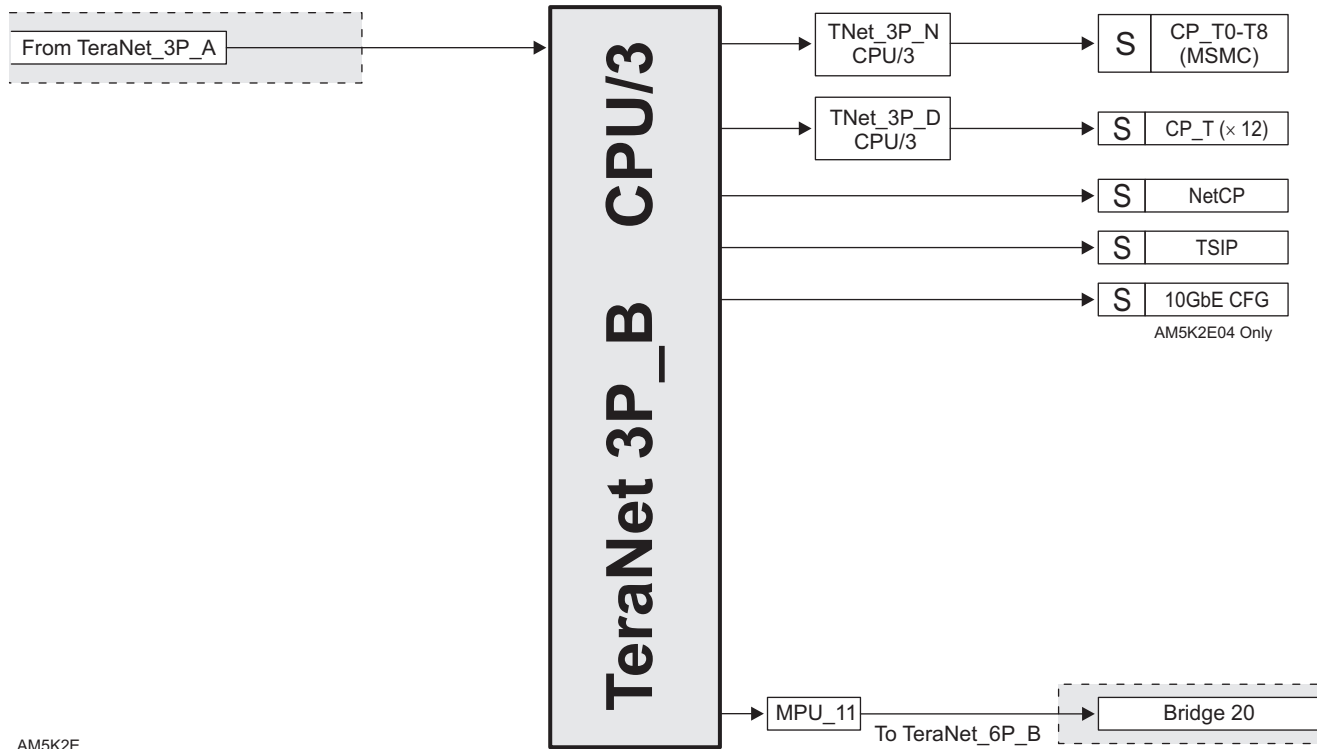 From TeraNet_3P_A
TeraNet 3P_B CPU/3
TNet_3P_N
CPU/3
S
CP_T0-T8
(MSMC)
TNet_3P_D
CPU/3
S
CP_T (× 12)
S
NetCP
S
TSIP
S
10GbE CFG
AM5K2E04 Only
MPU_11
To TeraNet_6P_B
Bridge 20
AM5K2E